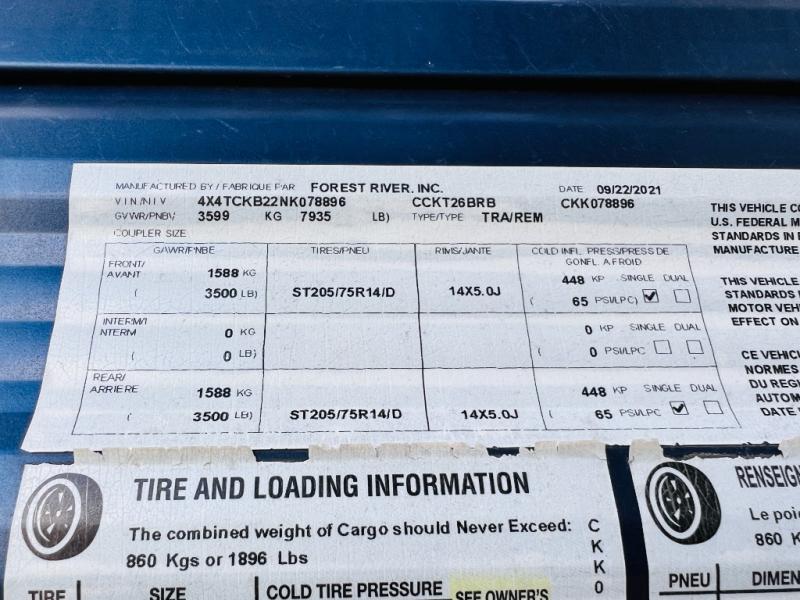 MANUFACTURED BY / FABRIQUE PAR FOREST RIVER, INC. DATE 09/22/2021
VIN/NIV 4X4TCKB22NK078896 CCKT26BRB CKK078896
GVWR/PNBV 3599 KG 7935 LB) TYPE/TYPE TRA/REM
COUPLER SIZE
GAWR/PNBE TIRES/PNEU RIMS/JANTE COLD INFL. PRESS/PRESS DE GONFL. A FROID
FRONT/ AVANT 1588 KG 448 KP SINGLE DUAL
( 3500 LB) ST205/75R14/D 14X5.0J ( 65 PSI/LPC)
INTERM/I NTERM 0 KG 0 KP SINGLE DUAL
( 0 LB) ( 0 PSI/LPC
REAR/ ARRIERE 1588 KG 448 KP SINGLE DUAL
( 3500 LB) ST205/75R14/D 14X5.0J ( 65 PSI/LPC
THIS VEHICLE CO
U.S. FEDERAL M
STANDARDS IN
MANUFACTURE
THIS VEHICLE
STANDARDS
MOTOR VEH
EFFECT ON
CE VEHICU
NORMES
DU REGI
AUTOM
DATE
TIRE AND LOADING INFORMATION
The combined weight of Cargo should Never Exceed:
860 Kgs or 1896 Lbs
C
K
K
0
TIRE SIZE COLD TIRE PRESSURE SEE OWNER'S
RENSEIGN
Le poi
860 K
PNEU DIMEN